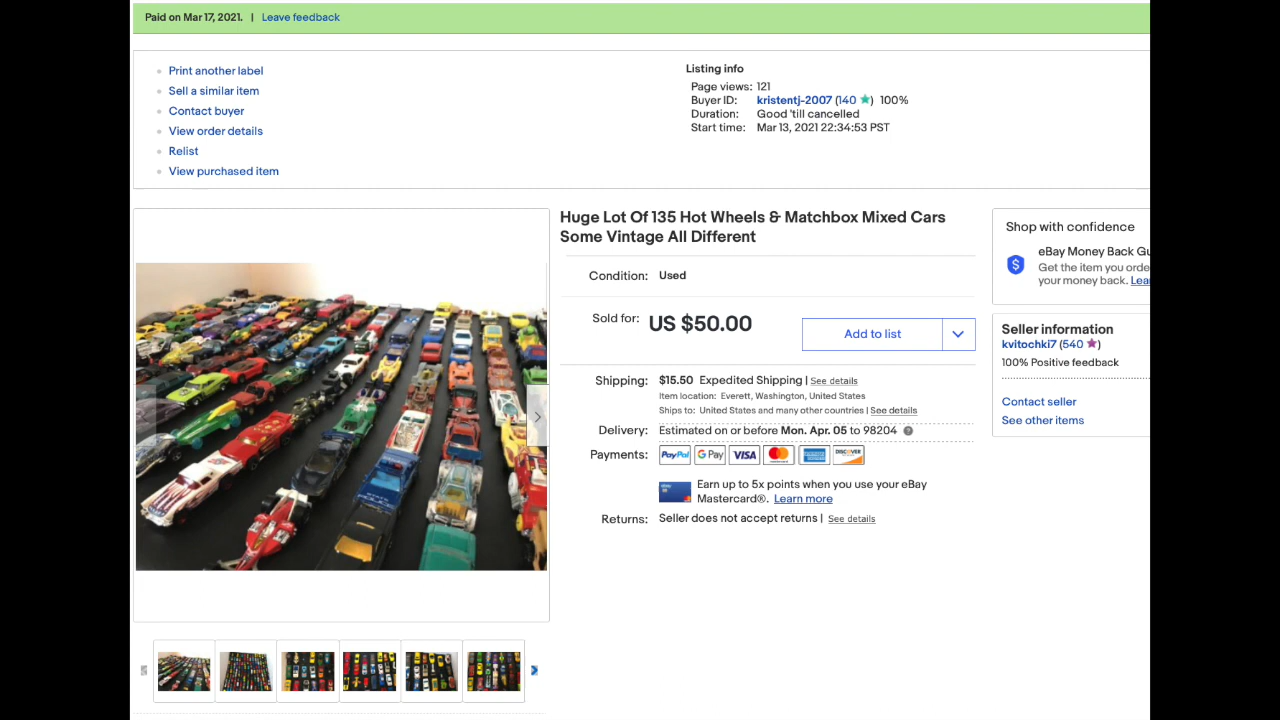 Paid on Mar 17, 2021. | Leave feedback
Print another label
Sell a similar item
Contact buyer
View order details
Relist
View purchased item
Listing info
Page views: 121
Buyer ID: kristentj-2007 (140 ★) 100%
Duration: Good 'till cancelled
Start time: Mar 13, 2021 22:34:53 PST
Huge Lot Of 135 Hot Wheels & Matchbox Mixed Cars
Some Vintage All Different
Condition: Used
Sold for: US $50.00
Add to list
Shipping: $15.50 Expedited Shipping | See details
Item location: Everett, Washington, United States
Ships to: United States and many other countries | See details
Delivery: Estimated on or before Mon. Apr. 05 to 98204
Payments: PayPal G Pay VISA MasterCard DISCOVER
Earn up to 5x points when you use your eBay
Mastercard®. Learn more
Returns: Seller does not accept returns | See details
Shop with confidence
eBay Money Back Gu
Get the item you orde
your money back. Lear
Seller information
kvitochki7 (540 ★)
100% Positive feedback
Contact seller
See other items